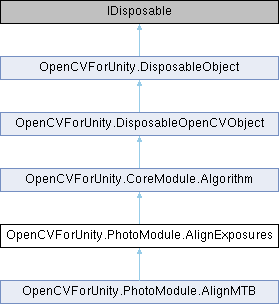 IDisposable
OpenCVForUnity.DisposableObject
OpenCVForUnity.DisposableOpenCVObject
OpenCVForUnity.CoreModule.Algorithm
OpenCVForUnity.PhotoModule.AlignExposures
OpenCVForUnity.PhotoModule.AlignMTB